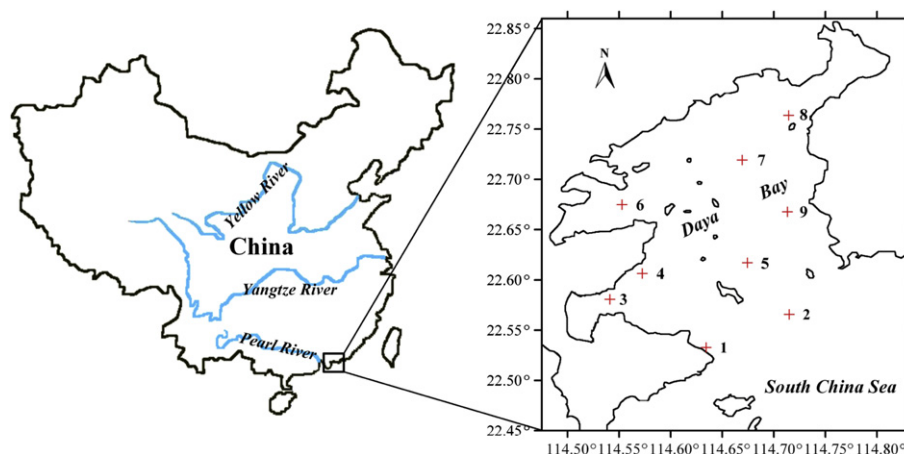 Yellow River
China
Yangtze River
Pearl River
22.85°
22.80°
22.75°
22.70°
22.65°
22.60°
22.55°
22.50°
22.45°
N
8
7
Bay
6
9
Daya
5
4
3
2
1
South China Sea
114.50° 114.55° 114.60° 114.65° 114.70° 114.75° 114.80°